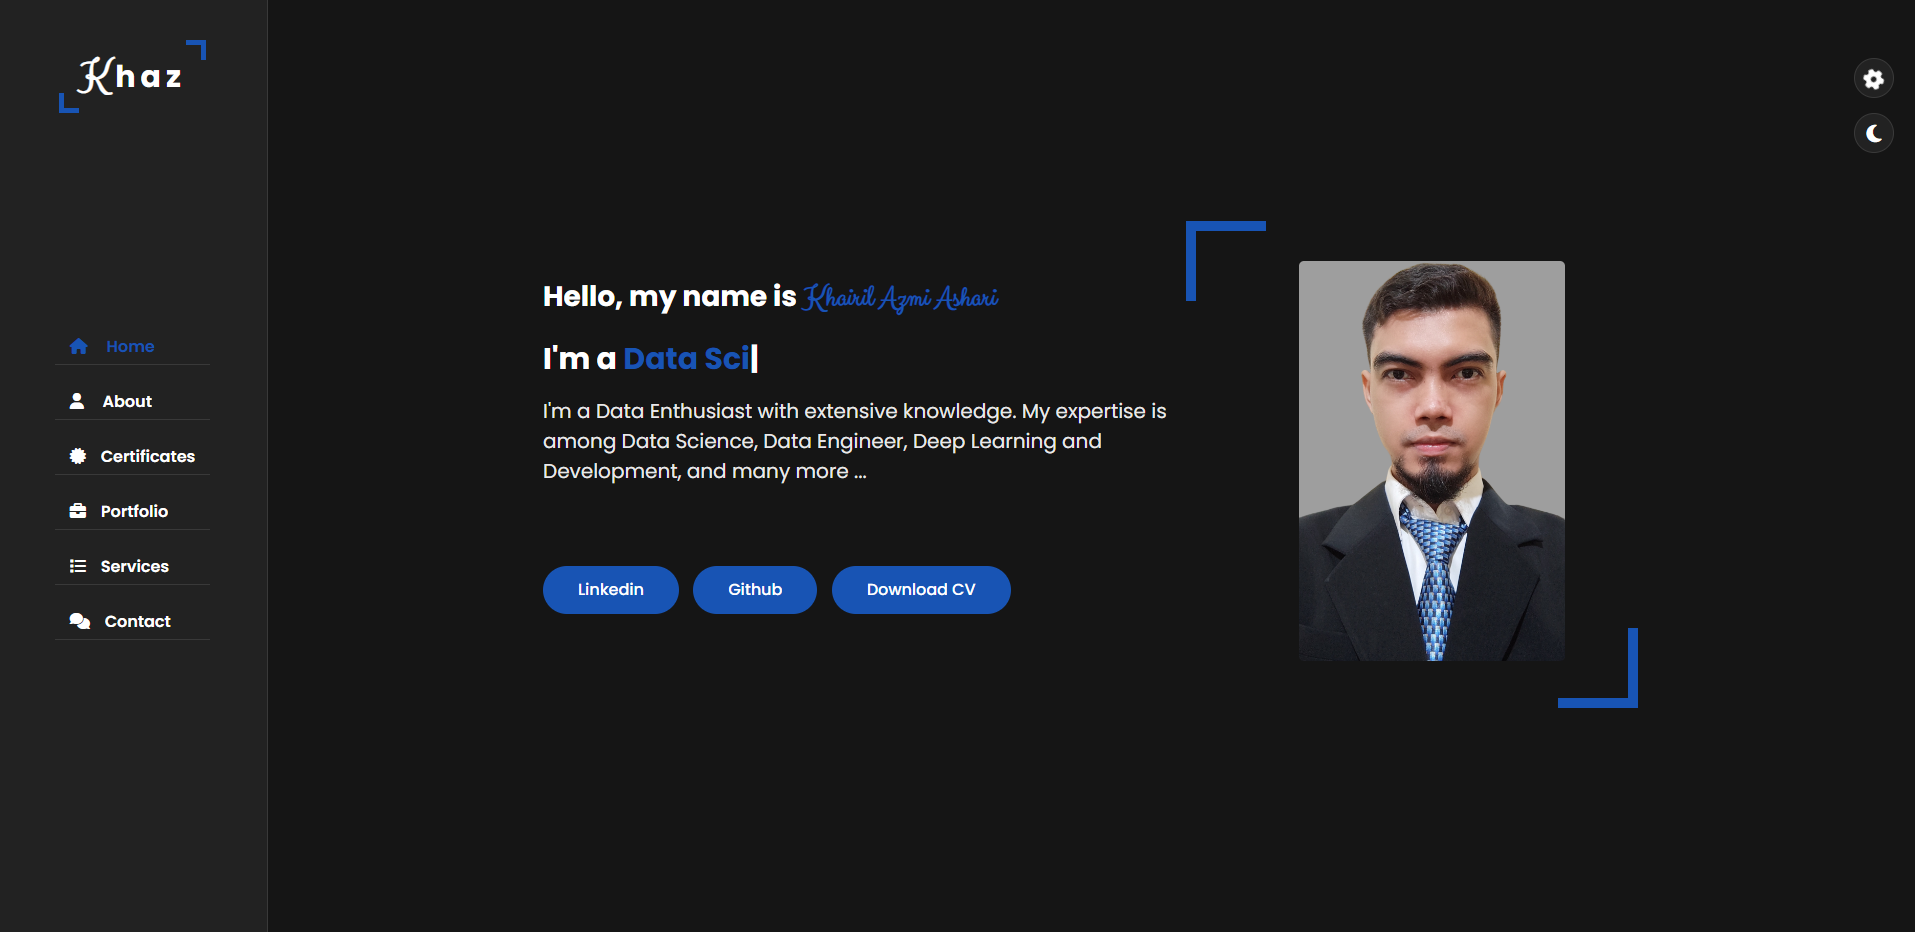 Khaz
Home
About
Certificates
Portfolio
Services
Contact
Hello, my name is Khairil Azmi Ashari
I'm a Data Sci|
I'm a Data Enthusiast with extensive knowledge. My expertise is
among Data Science, Data Engineer, Deep Learning and
Development, and many more ...
Linkedin
Github
Download CV